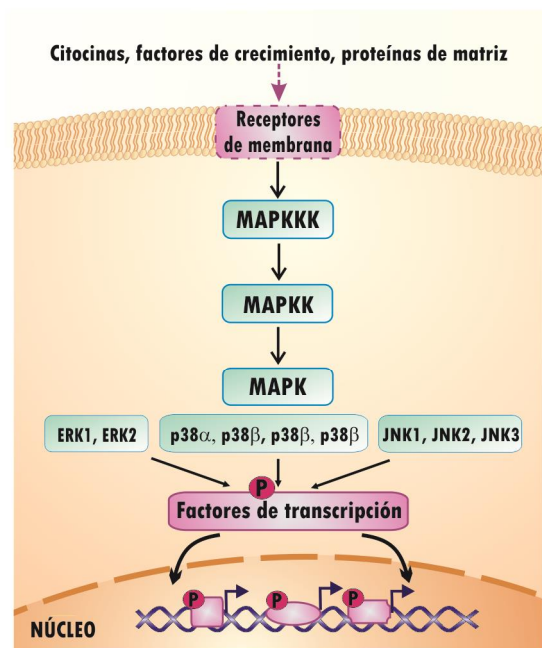 Citocinas, factores de crecimiento, proteínas de matriz
Receptores
de membrana
MAPKKK
MAPKK
MAPK
ERK1, ERK2
p38α, p38β, p38β, p38β
JNK1, JNK2, JNK3
P
Factores de transcripción
P
P
P
NÚCLEO